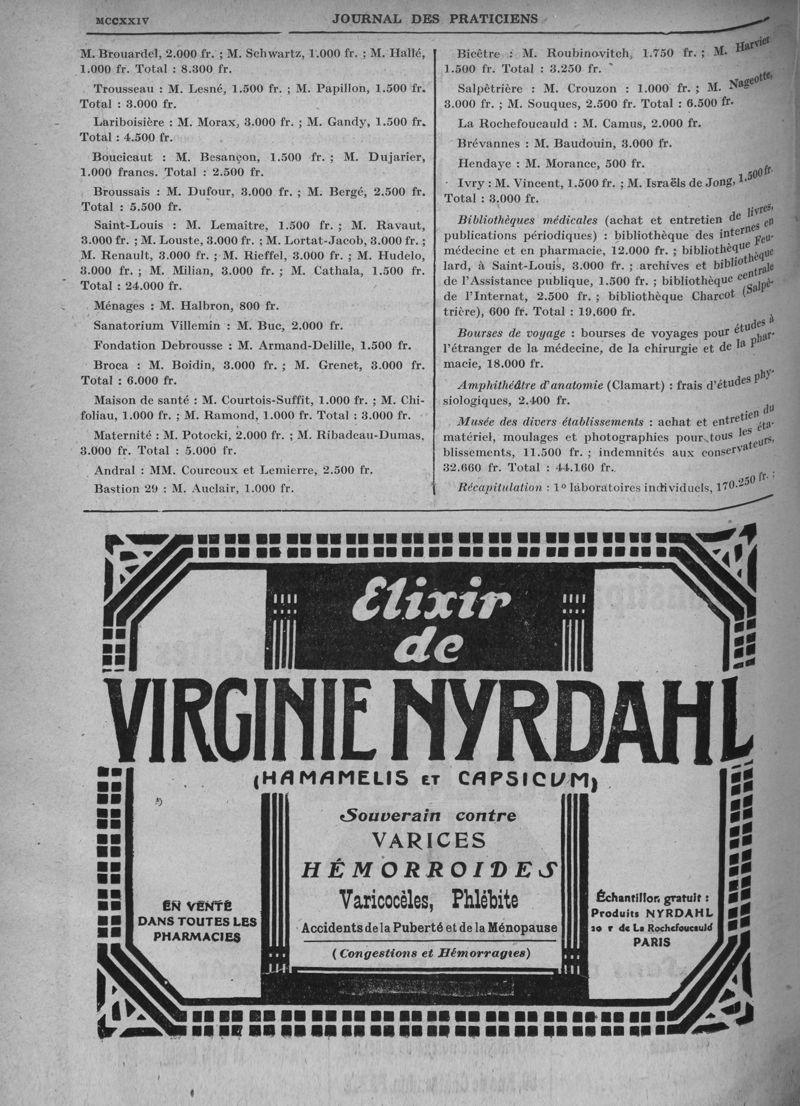 MCCXXIV
JOURNAL DES PRATICIENS
M. Brouardel, 2.000 fr. ; M. Schwartz, 1.000 fr. ; M. Hallé,
1.000 fr. Total : 8.300 fr.
Trousseau : M. Lesné, 1.500 fr. ; M. Papillon, 1.500 fr.
Total : 3.000 fr.
Lariboisière : M. Morax, 3.000 fr. ; M. Gandy, 1.500 fr.
Total : 4.500 fr.
Boucicaut : M. Besançon, 1.500 fr. ; M. Dujarier,
1.000 francs. Total : 2.500 fr.
Broussais : M. Dufour, 3.000 fr. ; M. Bergé, 2.500 fr.
Total : 5.500 fr.
Saint-Louis : M. Lemaître, 1.500 fr. ; M. Ravaut,
3.000 fr. ; M. Louste, 3.000 fr. ; M. Lortat-Jacob, 3.000 fr. ;
M. Renault, 3.000 fr. ; M. Rieffel, 3.000 fr. ; M. Hudelo,
3.000 fr. ; M. Milian, 3.000 fr. ; M. Cathala, 1.500 fr.
Total : 24.000 fr.
Ménages : M. Halbron, 800 fr.
Sanatorium Villemin : M. Buc, 2.000 fr.
Fondation Debrousse : M. Armand-Delille, 1.500 fr.
Broca : M. Boidin, 3.000 fr. ; M. Grenet, 3.000 fr.
Total : 6.000 fr.
Maison de santé : M. Courtois-Suffit, 1.000 fr. ; M. Chi-
foliau, 1.000 fr. ; M. Ramond, 1.000 fr. Total : 3.000 fr.
Maternité : M. Potocki, 2.000 fr. ; M. Ribadeau-Dumas,
3.000 fr. Total : 5.000 fr.
Andral : MM. Courcoux et Lemierre, 2.500 fr.
Bastion 29 : M. Auclair, 1.000 fr.
Bicêtre : M. Roubinovitch, 1.750 fr. ; M. Harvier
1.500 fr. Total : 3.250 fr.
Salpêtrière : M. Crouzon : 1.000 fr. ; M. Nageotte,
3.000 fr. ; M. Souques, 2.500 fr. Total : 6.500 fr.
La Rochefoucauld : M. Camus, 2.000 fr.
Brévannes : M. Baudouin, 3.000 fr.
Hendaye : M. Morance, 500 fr.
Ivry : M. Vincent, 1.500 fr. ; M. Israëls de Jong, 1.500 fr.
Total : 3.000 fr.
Bibliothèques médicales (achat et entretien de livres,
publications périodiques) : bibliothèque des internes en
médecine et en pharmacie, 12.000 fr. ; bibliothèque Feu-
lard, à Saint-Louis, 3.000 fr. ; archives et bibliothèque
de l'Assistance publique, 1.500 fr. ; bibliothèque centrale
de l'Internat, 2.500 fr. ; bibliothèque Charcot (Salpê-
trière), 600 fr. Total : 19.600 fr.
Bourses de voyage : bourses de voyages pour études à
l'étranger de la médecine, de la chirurgie et de la phar-
macie, 18.000 fr.
Amphithéâtre d'anatomie (Clamart) : frais d'études phy-
siologiques, 2.400 fr.
Musée des divers établissements : achat et entretien du
matériel, moulages et photographies pour tous les éta-
blissements, 11.500 fr. ; indemnités aux conservateurs,
32.660 fr. Total : 44.160 fr.
Récapitulation : 1º laboratoires individuels, 170.250 fr. ;
Elixir
de
VIRGINIE NYRDAHL
(HAMAMELIS ET CAPSICUM)
Souverain contre
VARICES
HÉMORROIDES
Varicocèles, Phlébite
Accidents de la Puberté et de la Ménopause
(Congestions et Hémorragies)
EN VENTE
DANS TOUTES LES
PHARMACIES
Échantillon gratuit :
Produits NYRDAHL
20 r de La Rochefoucauld
PARIS